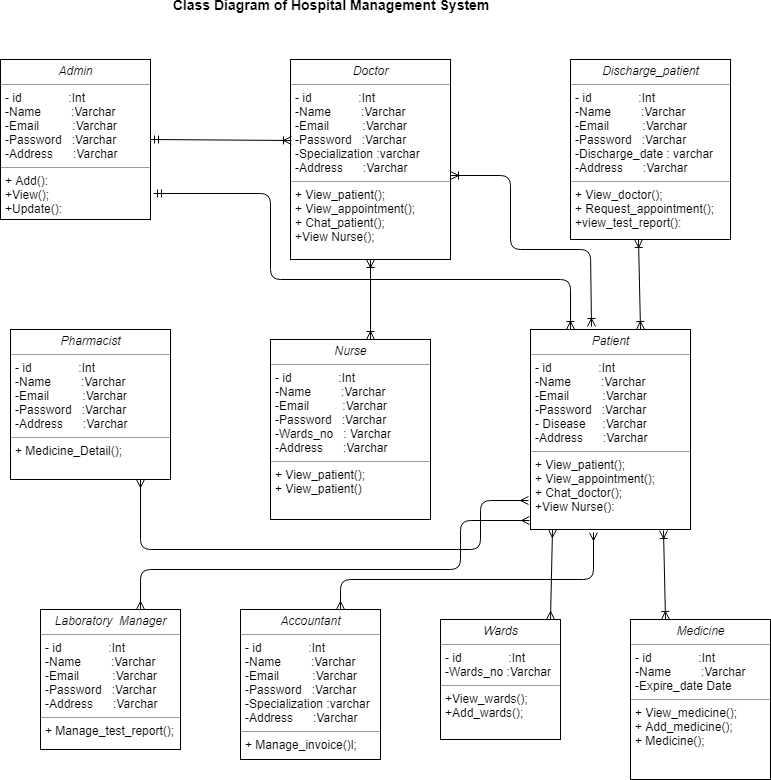 Class Diagram of Hospital Management System
Admin
- id :Int
-Name :Varchar
-Email :Varchar
-Password :Varchar
-Address :Varchar
+ Add():
+View();
+Update():
Doctor
- id :Int
-Name :Varchar
-Email :Varchar
-Password :Varchar
-Specialization :varchar
-Address :Varchar
+ View_patient();
+ View_appointment();
+ Chat_patient();
+View Nurse();
Discharge_patient
- id :Int
-Name :Varchar
-Email :Varchar
-Password :Varchar
-Discharge_date : varchar
-Address :Varchar
+ View_doctor();
+ Request_appointment();
+view_test_report():
Pharmacist
- id :Int
-Name :Varchar
-Email :Varchar
-Password :Varchar
-Address :Varchar
+ Medicine_Detail();
Nurse
- id :Int
-Name :Varchar
-Email :Varchar
-Password :Varchar
-Wards_no : Varchar
-Address :Varchar
+ View_patient();
+ View_patient()
Patient
- id :Int
-Name :Varchar
-Email :Varchar
-Password :Varchar
- Disease :Varchar
-Address :Varchar
+ View_patient();
+ View_appointment();
+ Chat_doctor();
+View Nurse():
Laboratory Manager
- id :Int
-Name :Varchar
-Email :Varchar
-Password :Varchar
-Address :Varchar
+ Manage_test_report();
Accountant
- id :Int
-Name :Varchar
-Email :Varchar
-Password :Varchar
-Specialization :varchar
-Address :Varchar
+ Manage_invoice()l;
Wards
- id :Int
-Wards_no :Varchar
+View_wards();
+Add_wards();
Medicine
- id :Int
-Name :Varchar
-Expire_date Date
+ View_medicine();
+ Add_medicine();
+ Medicine();